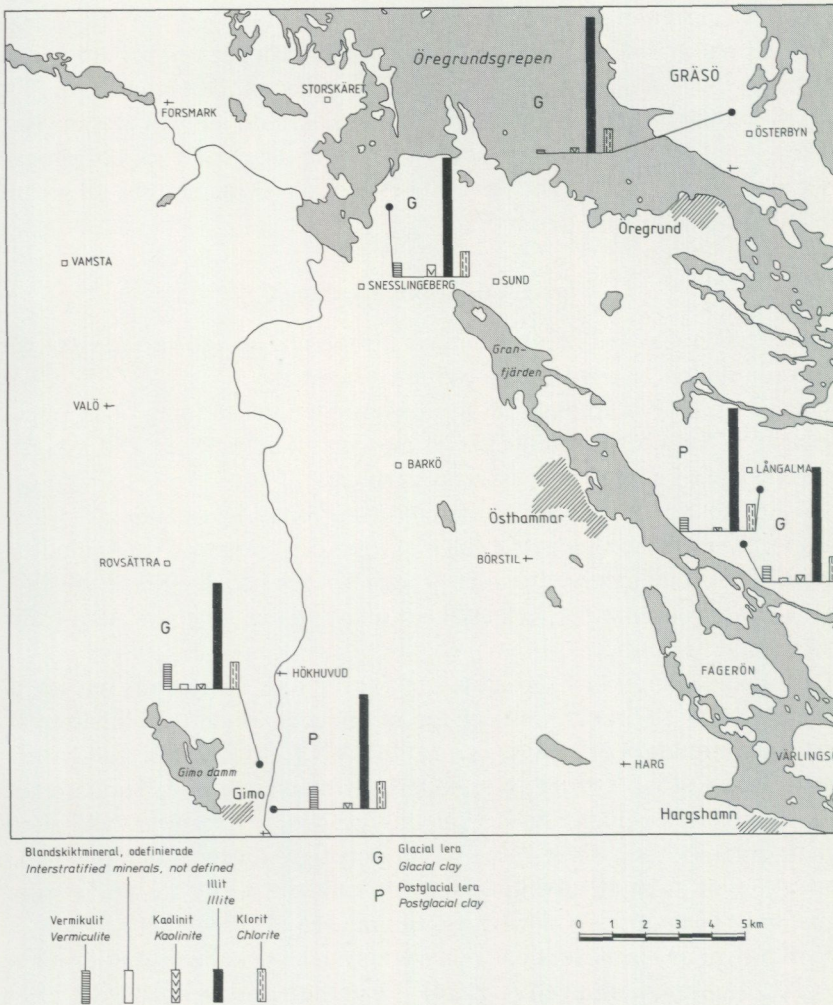 Öregrundsgrepen
GRÄSÖ
STORSKÄRET
FORSMARK
G
ÖSTERBYN
G
Öregrund
VAMSTA
SNESSLINGEBERG
SUND
Gran-
fjärden
VALÖ
P
BARKÖ
LÅNGALMA
G
Östhammar
BÖRSTIL
ROVSÄTTRA
G
HÖKHUVUD
FAGERÖN
P
VÄRLINGSÖ
HARG
Gimo damm
Gimo
Hargshamn
Blandskiktmineral, odefinierade
Interstratified minerals, not defined
Illit
Illite
Vermikulit
Vermiculite
Kaolinit
Kaolinite
Klorit
Chlorite
G Glacial lera
Glacial clay
P Postglacial lera
Postglacial clay
0 1 2 3 4 5 km